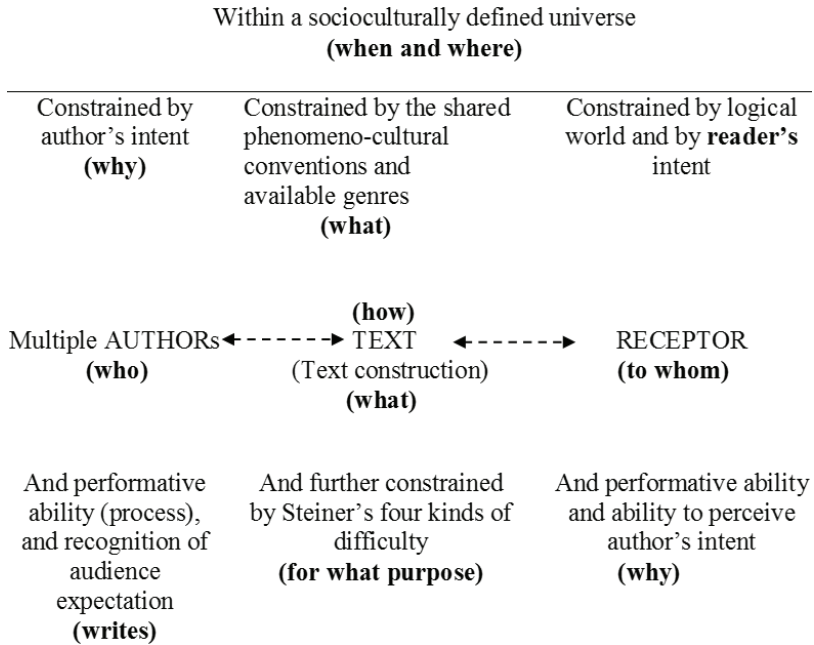 Within a socioculturally defined universe
(when and where)
Constrained by
author's intent
(why)
Constrained by the shared
phenomeno-cultural
conventions and
available genres
(what)
Constrained by logical
world and by reader's
intent
(how)
Multiple AUTHORs
TEXT
RECEPTOR
(who)
(Text construction)
(to whom)
(what)
And performative
ability (process),
and recognition of
audience
expectation
(writes)
And further constrained
by Steiner's four kinds of
difficulty
(for what purpose)
And performative ability
and ability to perceive
author's intent
(why)